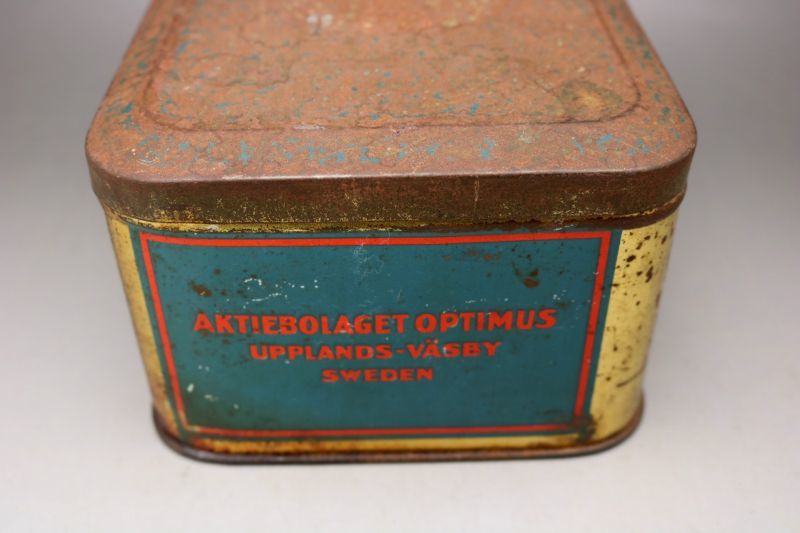 AKTIEBOLAGET OPTIMUS
UPPLANDS-VÄSBY
SWEDEN